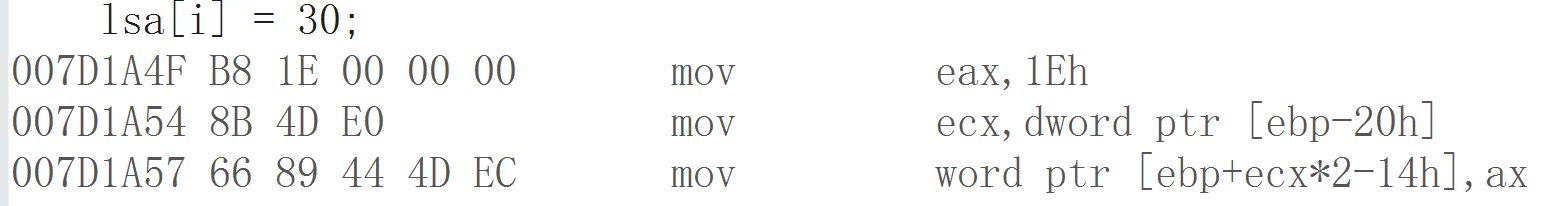 lsa[i] = 30;
007D1A4F B8 1E 00 00 00 mov eax,1Eh
007D1A54 8B 4D E0 mov ecx,dword ptr [ebp-20h]
007D1A57 66 89 44 4D EC mov word ptr [ebp+ecx*2-14h],ax